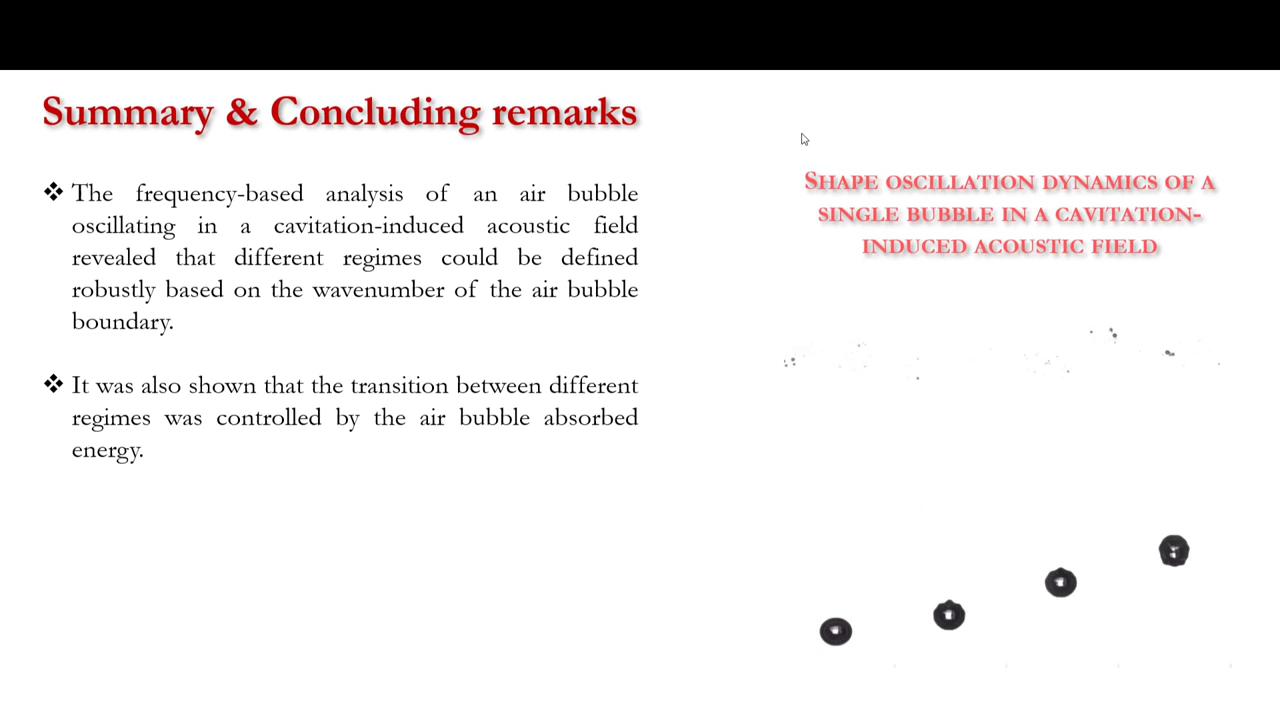 Summary & Concluding remarks
❖ The frequency-based analysis of an air bubble
oscillating in a cavitation-induced acoustic field
revealed that different regimes could be defined
robustly based on the wavenumber of the air bubble
boundary.
❖ It was also shown that the transition between different
regimes was controlled by the air bubble absorbed
energy.
SHAPE OSCILLATION DYNAMICS OF A
SINGLE BUBBLE IN A CAVITATION-
INDUCED ACOUSTIC FIELD